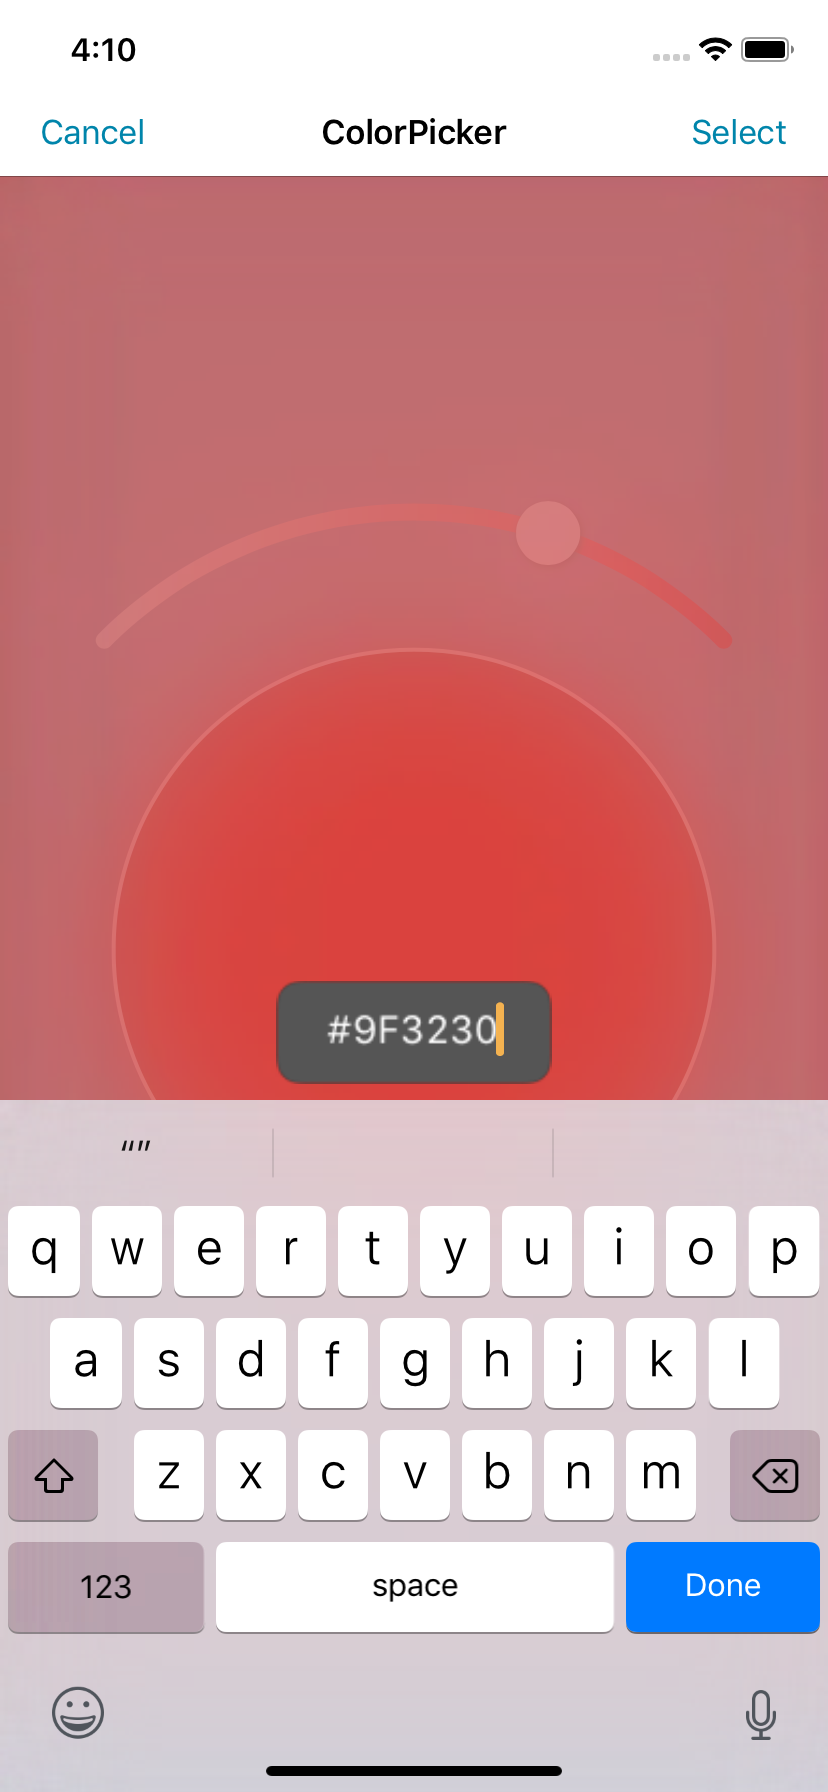 4:10
Cancel ColorPicker Select
#9F3230
“”
q w e r t y u i o p
a s d f g h j k l
z x c v b n m
123 space Done